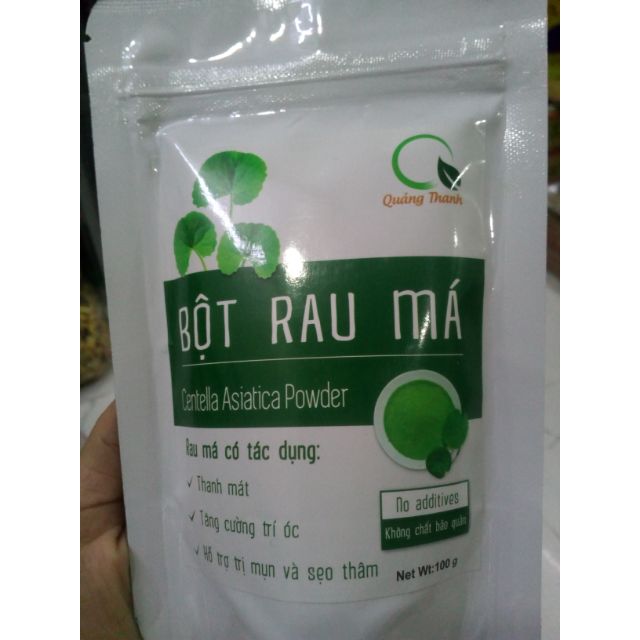 Quảng Thanh
BỘT RAU MÁ
Centella Asiatica Powder
Rau má có tác dụng:
✓ Thanh mát
✓ Tăng cường trí óc
✓ Hỗ trợ trị mụn và sẹo thâm
No additives
Không chất bảo quản
Net Wt:100 g